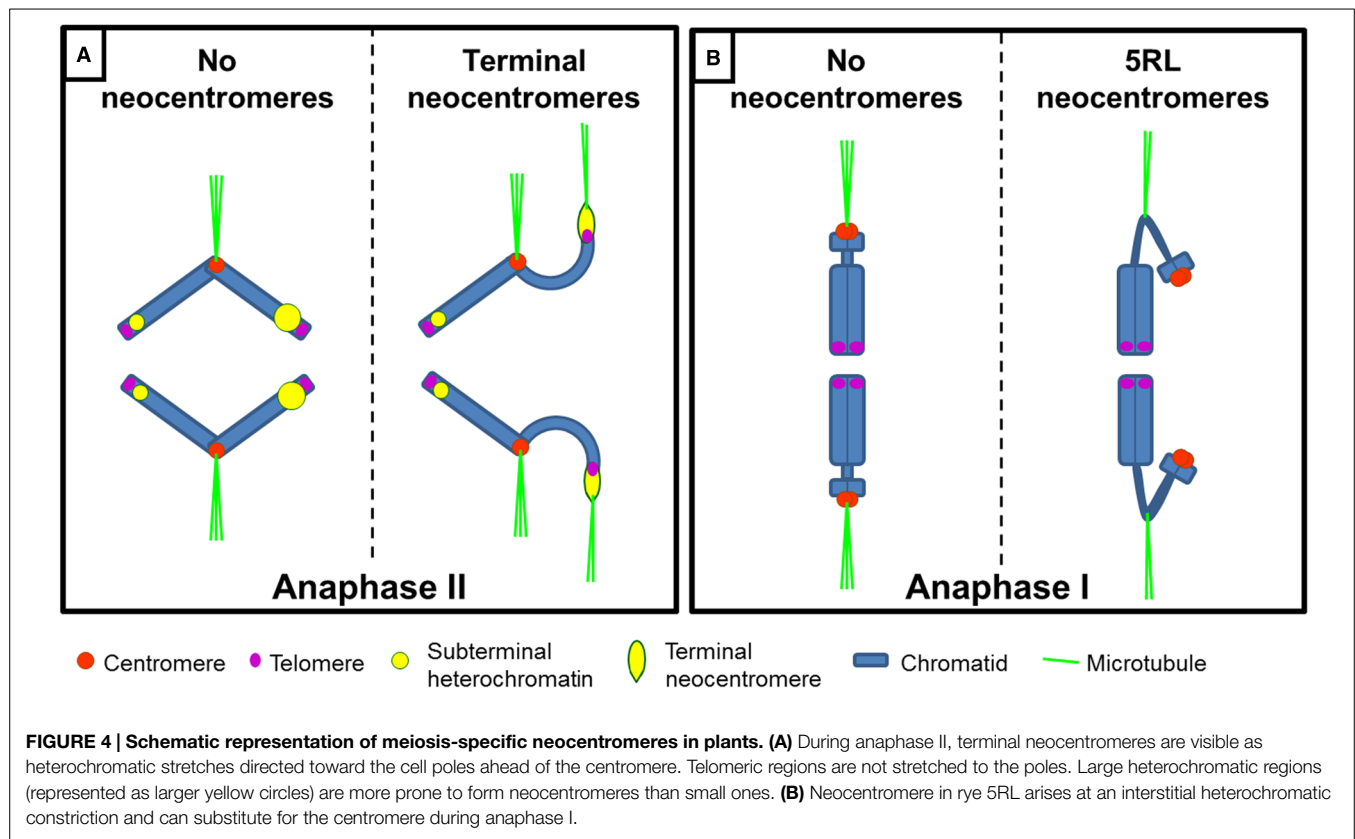 A
No
neocentromeres
Terminal
neocentromeres
Anaphase II
B
No
neocentromeres
5RL
neocentromeres
Anaphase I
Centromere
Telomere
Subterminal
heterochromatin
Terminal
neocentromere
Chromatid
Microtubule
FIGURE 4 | Schematic representation of meiosis-specific neocentromeres in plants. (A) During anaphase II, terminal neocentromeres are visible as
heterochromatic stretches directed toward the cell poles ahead of the centromere. Telomeric regions are not stretched to the poles. Large heterochromatic regions
(represented as larger yellow circles) are more prone to form neocentromeres than small ones. (B) Neocentromere in rye 5RL arises at an interstitial heterochromatic
constriction and can substitute for the centromere during anaphase I.